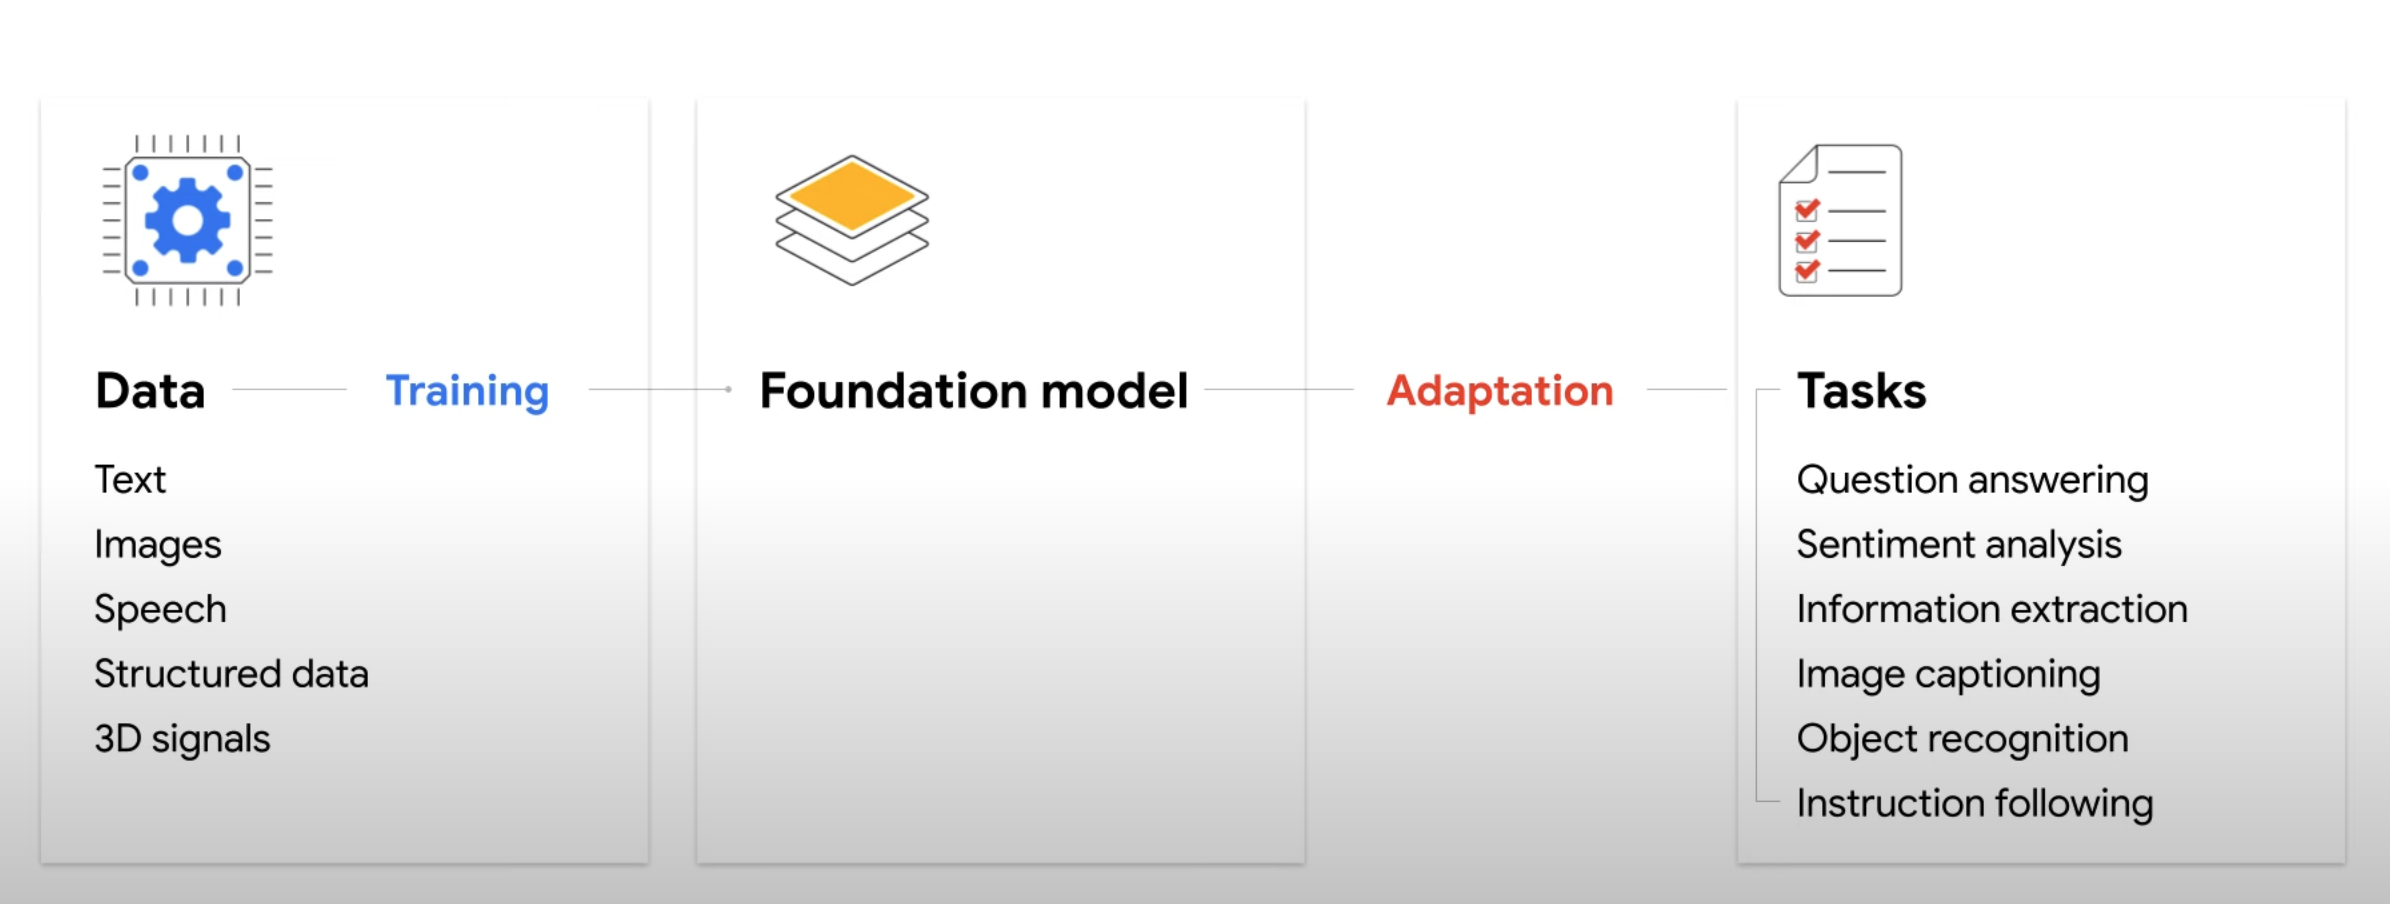 Data
Training
Foundation model
Adaptation
Tasks
Text
Images
Speech
Structured data
3D signals
Question answering
Sentiment analysis
Information extraction
Image captioning
Object recognition
Instruction following